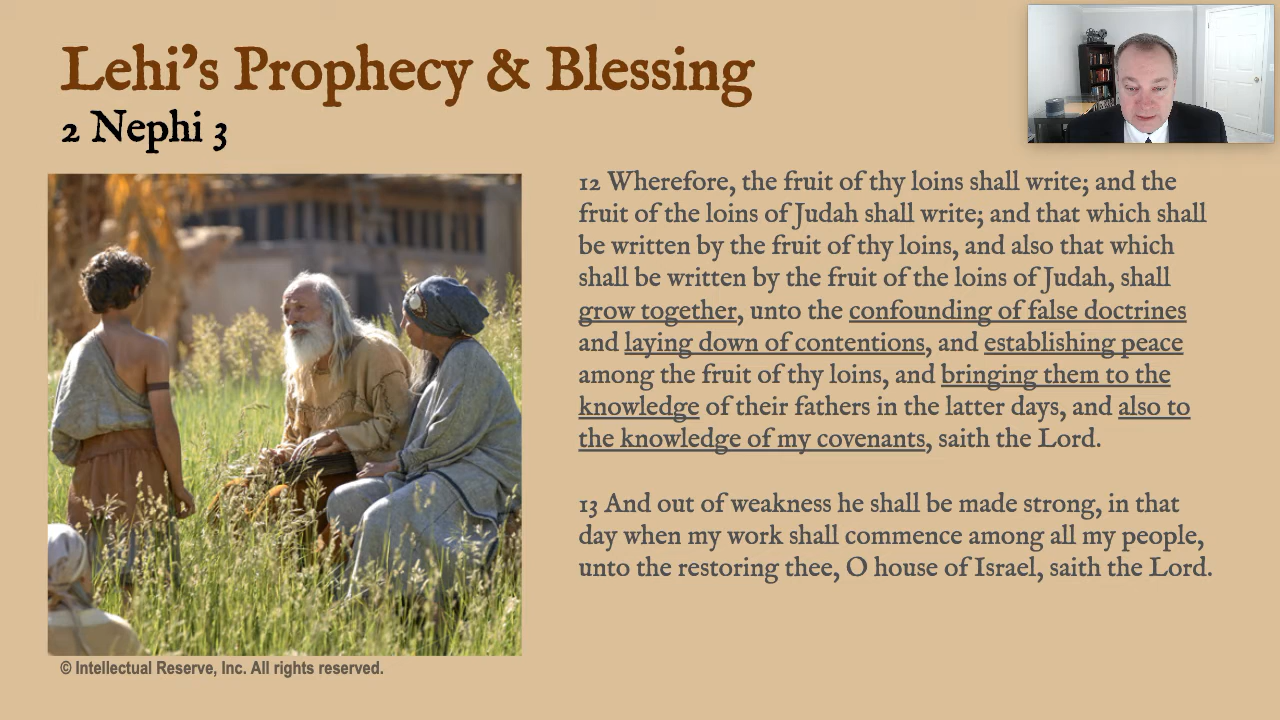 Lehi's Prophecy & Blessing
2 Nephi 3
12 Wherefore, the fruit of thy loins shall write; and the
fruit of the loins of Judah shall write; and that which shall
be written by the fruit of thy loins, and also that which
shall be written by the fruit of the loins of Judah, shall
grow together, unto the confounding of false doctrines
and laying down of contentions, and establishing peace
among the fruit of thy loins, and bringing them to the
knowledge of their fathers in the latter days, and also to
the knowledge of my covenants, saith the Lord.
13 And out of weakness he shall be made strong, in that
day when my work shall commence among all my people,
unto the restoring thee, O house of Israel, saith the Lord.
© Intellectual Reserve, Inc. All rights reserved.